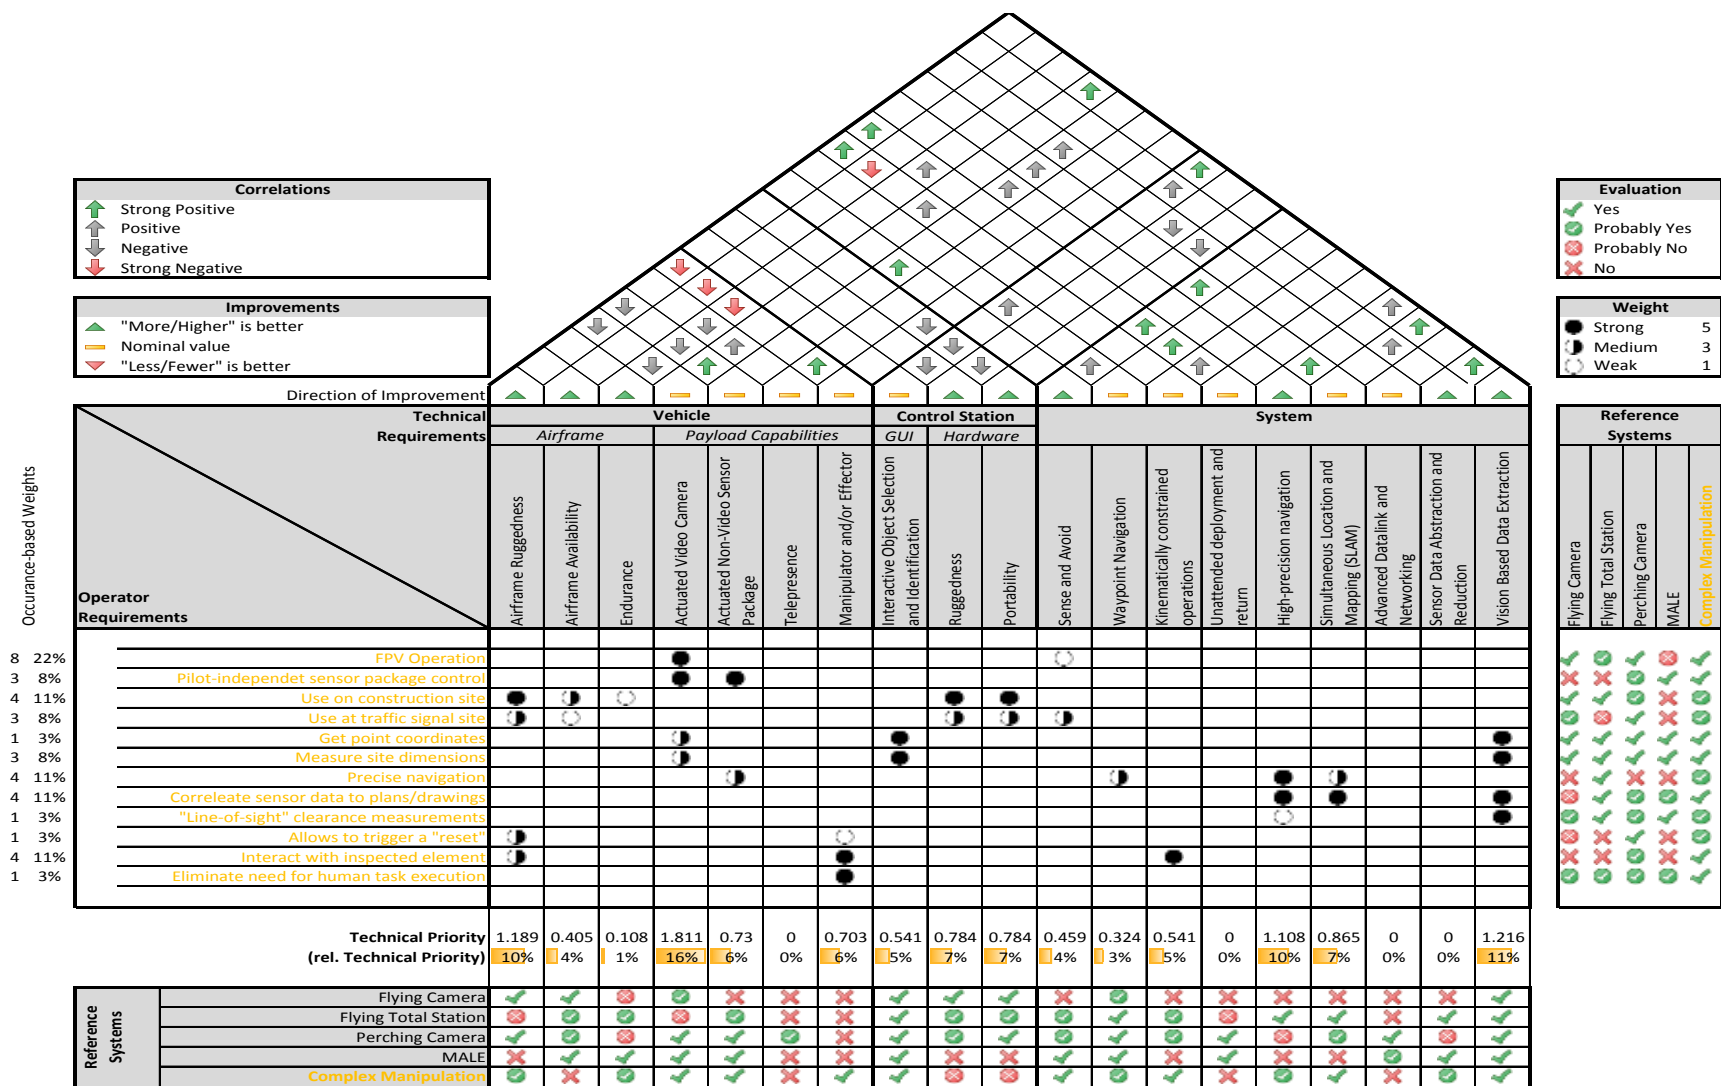 Correlations
Strong Positive
Positive
Negative
Strong Negative
Improvements
"More/Higher" is better
Nominal value
"Less/Fewer" is better
Evaluation
Yes
Probably Yes
Probably No
No
Weight
Strong 5
Medium 3
Weak 1
Direction of Improvement
Technical
Requirements
Vehicle
Control Station
System
Airframe
Payload Capabilities
GUI
Hardware
Reference
Systems
Occurance-based Weights
Operator
Requirements
Airframe Ruggedness
Airframe Availability
Endurance
Actuated Video Camera
Actuated Non-Video Sensor
Package
Telepresence
Manipulator and/or Effector
Interactive Object Selection
and Identification
Ruggedness
Portability
Sense and Avoid
Waypoint Navigation
Kinematically constrained
operations
Unattended deployment and
return
High-precision navigation
Simultaneous Location and
Mapping (SLAM)
Advanced Datalink and
Networking
Sensor Data Abstraction and
Reduction
Vision Based Data Extraction
Flying Camera
Flying Total Station
Perching Camera
MALE
Complex Manipulation
8 22% FPV Operation
3 8% Pilot-independet sensor package control
4 11% Use on construction site
3 8% Use at traffic signal site
1 3% Get point coordinates
3 8% Measure site dimensions
4 11% Precise navigation
4 11% Correleate sensor data to plans/drawings
1 3% "Line-of-sight" clearance measurements
1 3% Allows to trigger a "reset"
4 11% Interact with inspected element
1 3% Eliminate need for human task execution
Technical Priority 1.189 0.405 0.108 1.811 0.73 0 0.703 0.541 0.784 0.784 0.459 0.324 0.541 0 1.108 0.865 0 0 1.216
(rel. Technical Priority) 10% 4% 1% 16% 6% 0% 6% 5% 7% 7% 4% 3% 5% 0% 10% 7% 0% 0% 11%
Reference
Systems
Flying Camera
Flying Total Station
Perching Camera
MALE
Complex Manipulation